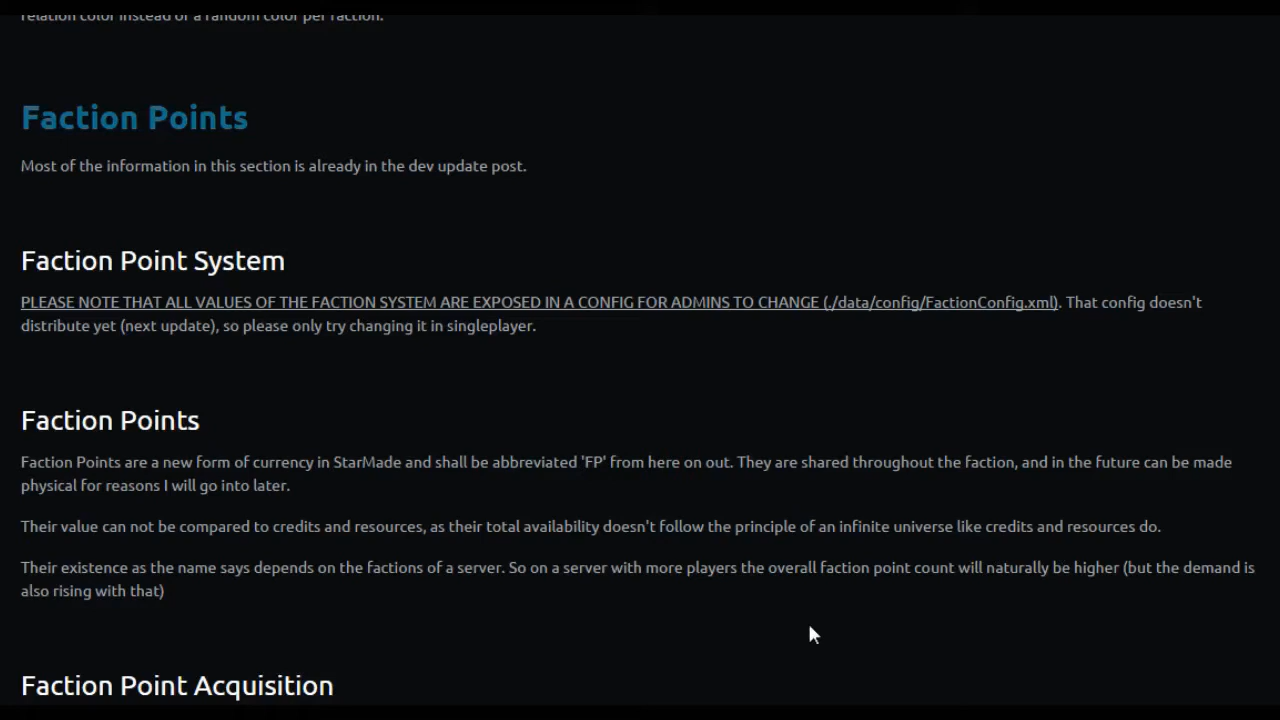 relation color instead of a random color per faction.
Faction Points
Most of the information in this section is already in the dev update post.
Faction Point System
PLEASE NOTE THAT ALL VALUES OF THE FACTION SYSTEM ARE EXPOSED IN A CONFIG FOR ADMINS TO CHANGE (./data/config/FactionConfig.xml). That config doesn't
distribute yet (next update), so please only try changing it in singleplayer.
Faction Points
Faction Points are a new form of currency in StarMade and shall be abbreviated 'FP' from here on out. They are shared throughout the faction, and in the future can be made
physical for reasons I will go into later.
Their value can not be compared to credits and resources, as their total availability doesn't follow the principle of an infinite universe like credits and resources do.
Their existence as the name says depends on the factions of a server. So on a server with more players the overall faction point count will naturally be higher (but the demand is
also rising with that)
Faction Point Acquisition